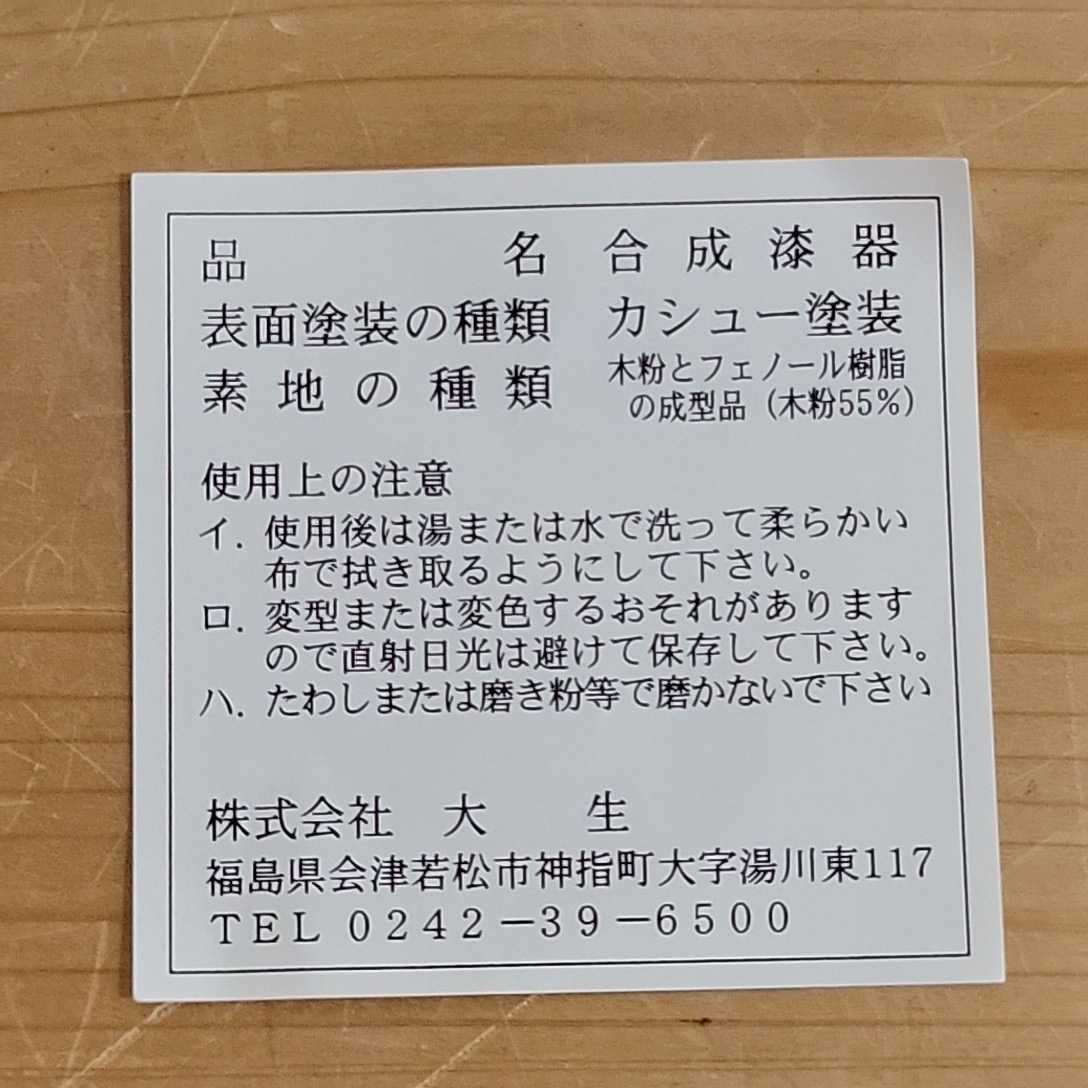 品名 合成漆器
表面塗装の種類 カシュー塗装
素地の種類 木粉とフェノール樹脂
の成型品（木粉55%）
使用上の注意
イ．使用後は湯または水で洗って柔らかい
布で拭き取るようにして下さい。
ロ．変型または変色するおそれがあります
ので直射日光は避けて保存して下さい。
ハ．たわしまたは磨き粉等で磨かないで下さい
株式会社 大生
福島県会津若松市神指町大字湯川東117
TEL 0242－39－6500